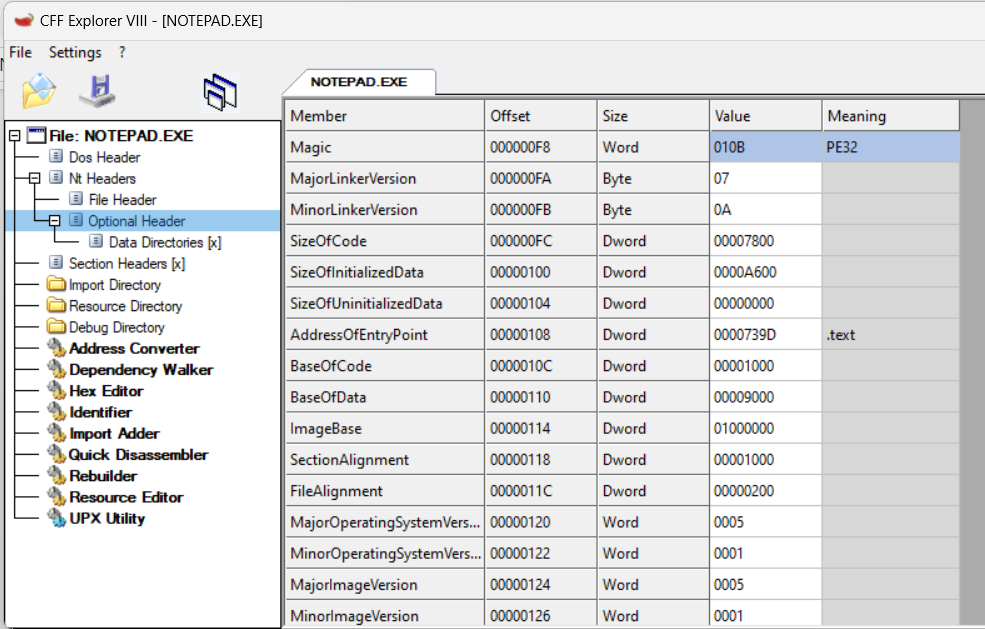 CFF Explorer VIII - [NOTEPAD.EXE]
File Settings ?
NOTEPAD.EXE
File: NOTEPAD.EXE
Dos Header
Nt Headers
File Header
Optional Header
Data Directories [x]
Section Headers [x]
Import Directory
Resource Directory
Debug Directory
Address Converter
Dependency Walker
Hex Editor
Identifier
Import Adder
Quick Disassembler
Rebuilder
Resource Editor
UPX Utility
Member Offset Size Value Meaning
Magic 000000F8 Word 010B PE32
MajorLinkerVersion 000000FA Byte 07
MinorLinkerVersion 000000FB Byte 0A
SizeOfCode 000000FC Dword 00007800
SizeOfInitializedData 00000100 Dword 0000A600
SizeOfUninitializedData 00000104 Dword 00000000
AddressOfEntryPoint 00000108 Dword 0000739D .text
BaseOfCode 0000010C Dword 00001000
BaseOfData 00000110 Dword 00009000
ImageBase 00000114 Dword 01000000
SectionAlignment 00000118 Dword 00001000
FileAlignment 0000011C Dword 00000200
MajorOperatingSystemVers... 00000120 Word 0005
MinorOperatingSystemVers... 00000122 Word 0001
MajorImageVersion 00000124 Word 0005
MinorImageVersion 00000126 Word 0001